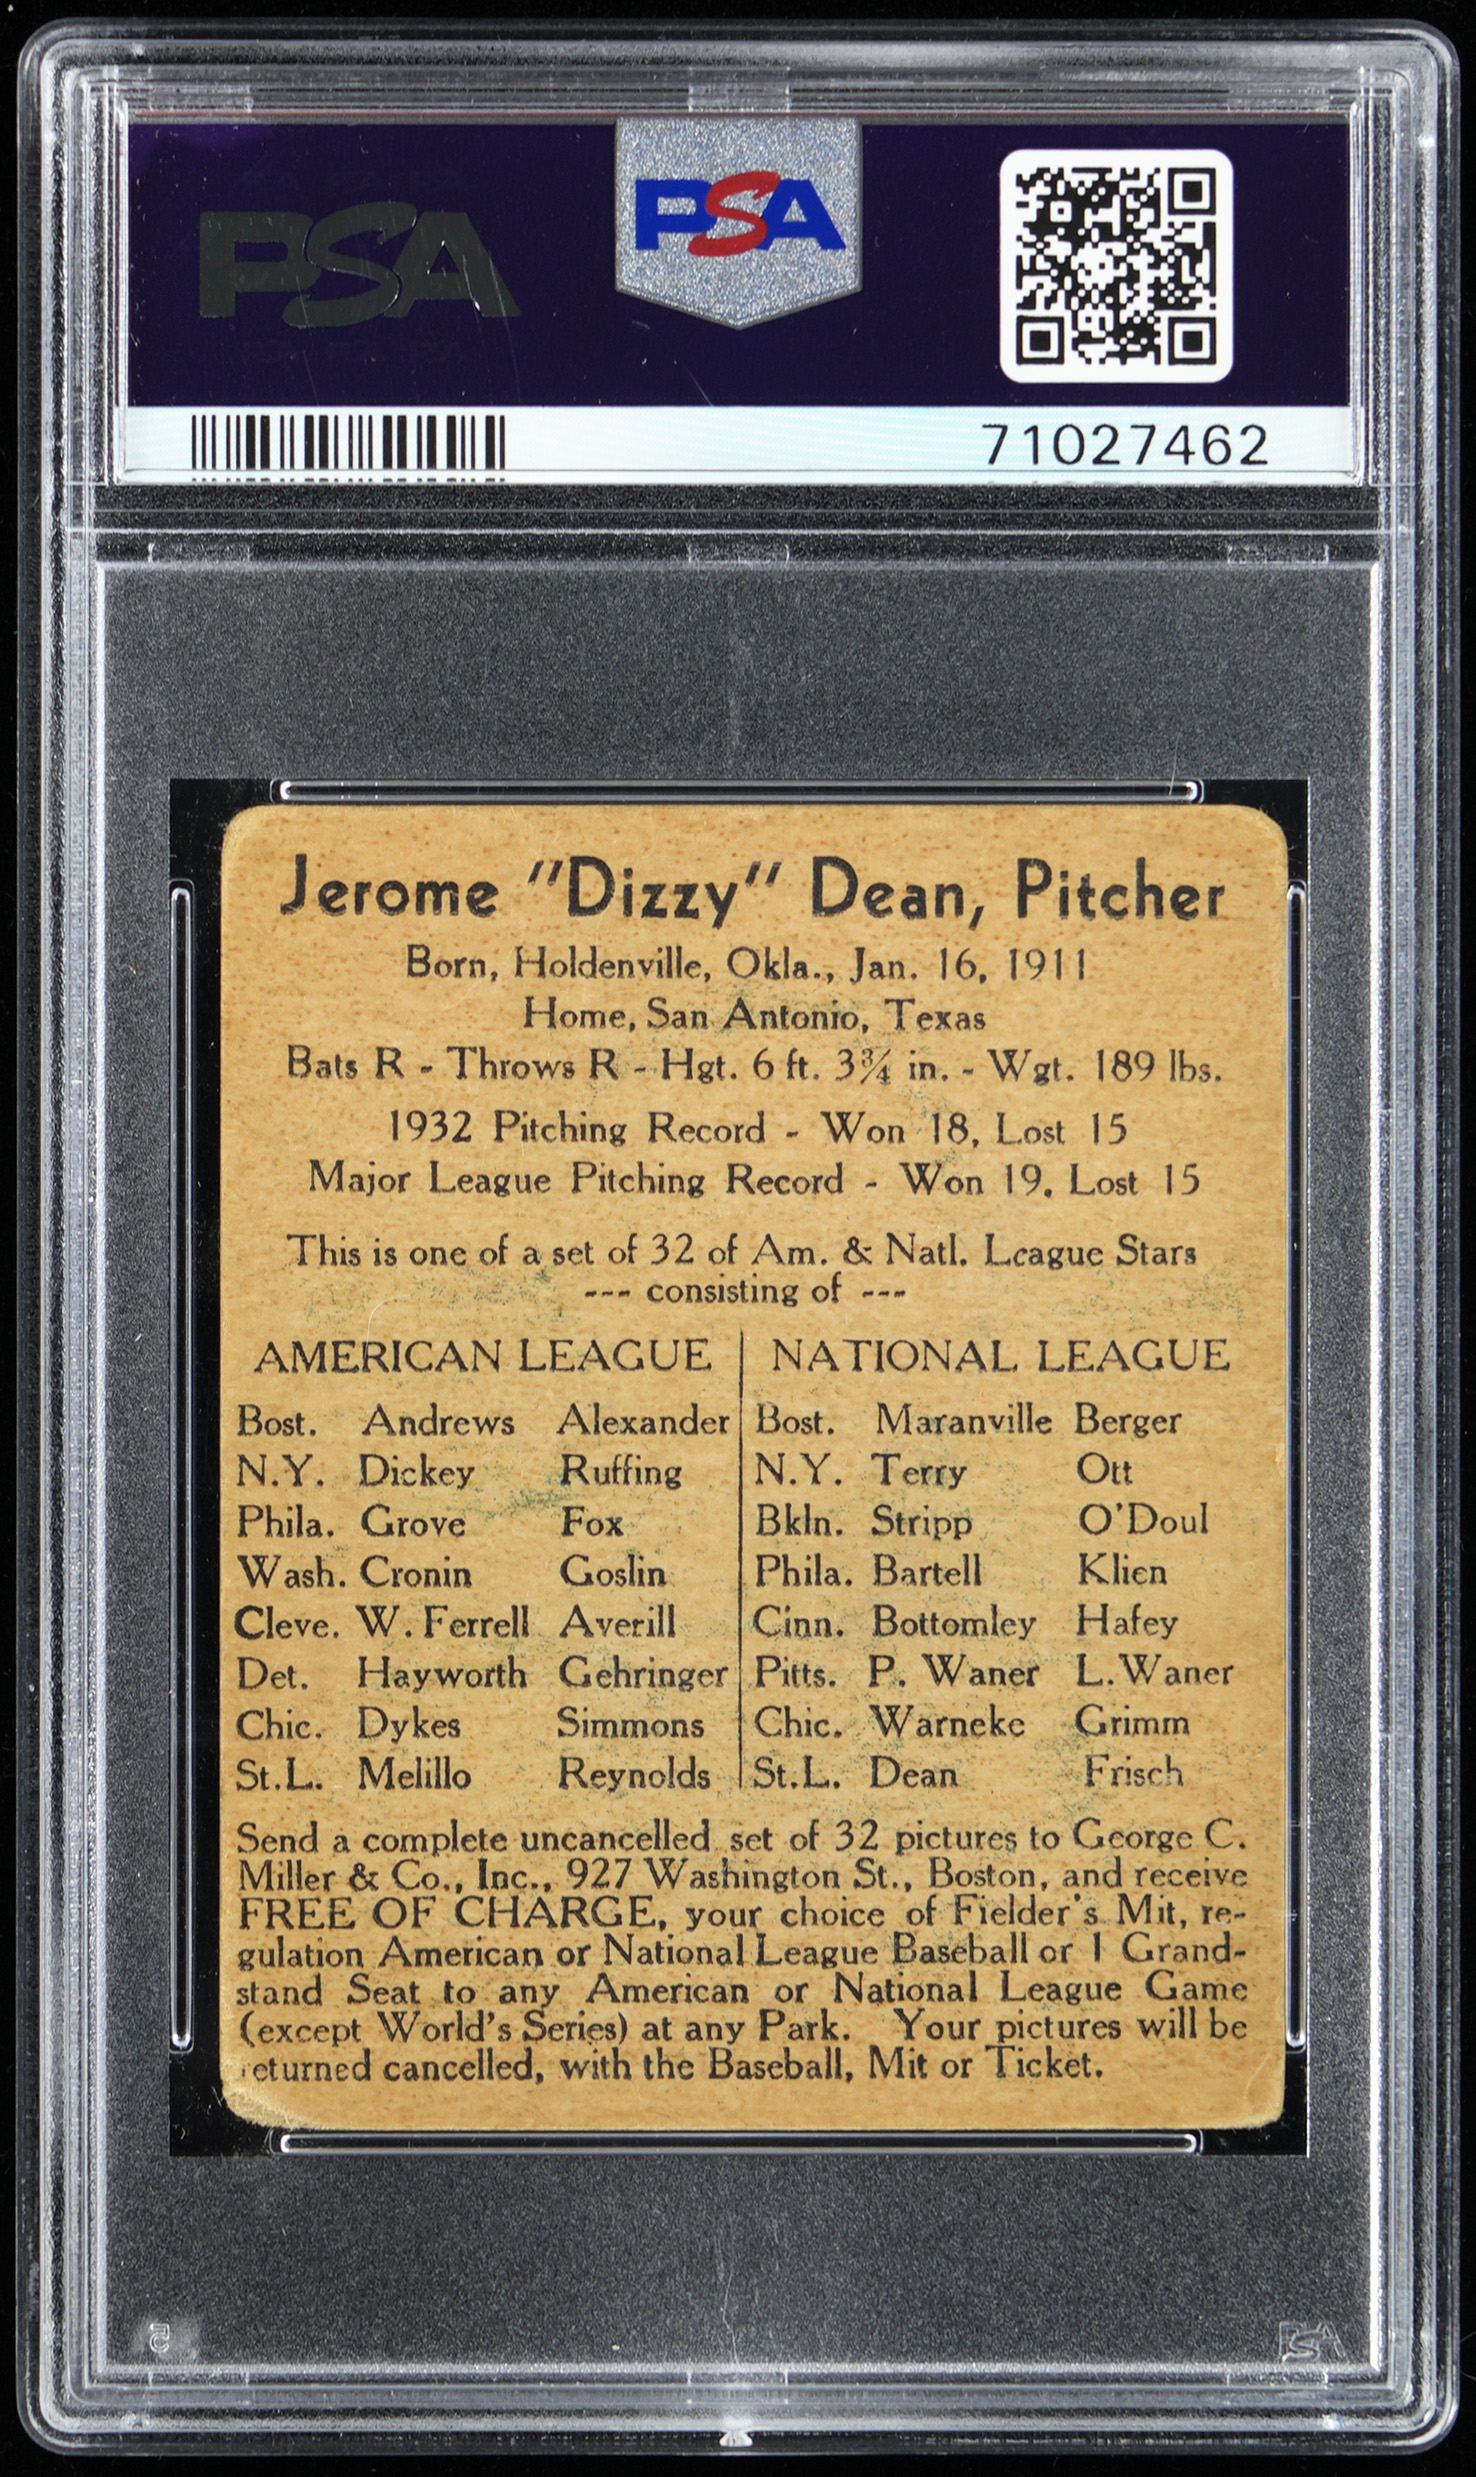 PSA
PSA
71027462
Jerome "Dizzy" Dean, Pitcher
Born, Holdenville, Okla., Jan. 16, 1911
Home, San Antonio, Texas
Bats R - Throws R - Hgt. 6 ft. 3¾ in. - Wgt. 189 lbs.
1932 Pitching Record - Won 18, Lost 15
Major League Pitching Record - Won 19, Lost 15
This is one of a set of 32 of Am. & Natl. League Stars
--- consisting of ---
AMERICAN LEAGUE | NATIONAL LEAGUE
Bost. Andrews Alexander | Bost. Maranville Berger
N.Y. Dickey Ruffing | N.Y. Terry Ott
Phila. Grove Fox | Bkln. Stripp O'Doul
Wash. Cronin Goslin | Phila. Bartell Klien
Cleve. W. Ferrell Averill | Cinn. Bottomley Hafey
Det. Hayworth Gehringer | Pitts. P. Waner L. Waner
Chic. Dykes Simmons | Chic. Warneke Grimm
St.L. Melillo Reynolds | St.L. Dean Frisch
Send a complete uncancelled set of 32 pictures to George C.
Miller & Co., Inc., 927 Washington St., Boston, and receive
FREE OF CHARGE, your choice of Fielder's Mit, re-
gulation American or National League Baseball or 1 Grand-
stand Seat to any American or National League Game
(except World's Series) at any Park. Your pictures will be
returned cancelled, with the Baseball, Mit or Ticket.
PSA